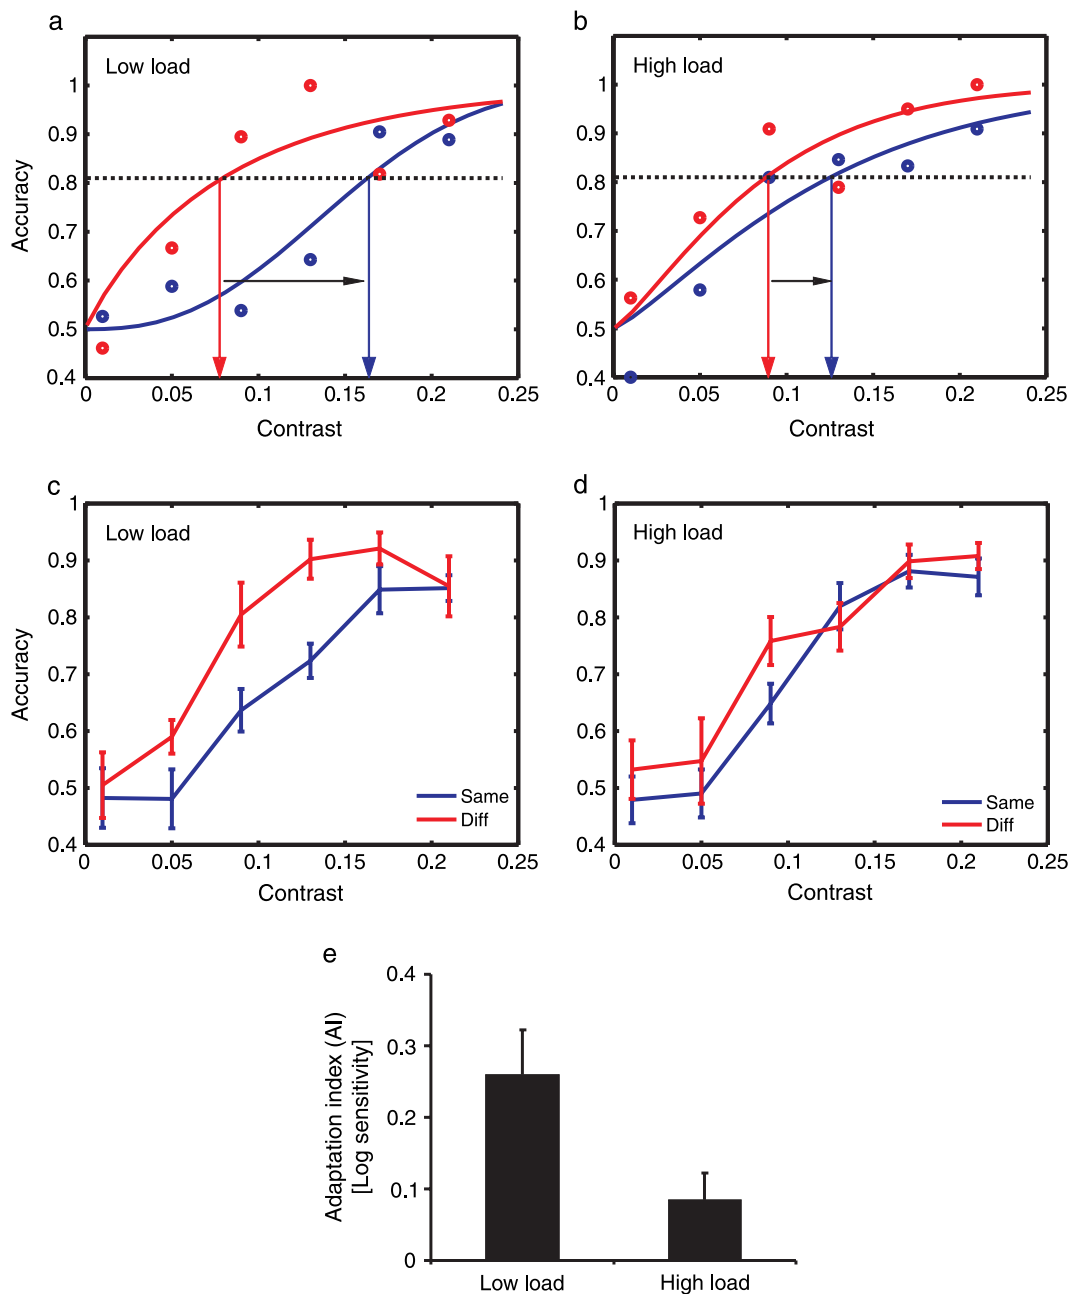 a
Low load
Accuracy
1
0.9
0.8
0.7
0.6
0.5
0.4
0 0.05 0.1 0.15 0.2 0.25
Contrast
b
High load
1
0.9
0.8
0.7
0.6
0.5
0.4
0 0.05 0.1 0.15 0.2 0.25
Contrast
c
Low load
Accuracy
1
0.9
0.8
0.7
0.6
0.5
0.4
Same
Diff
0 0.05 0.1 0.15 0.2 0.25
Contrast
d
High load
1
0.9
0.8
0.7
0.6
0.5
0.4
Same
Diff
0 0.05 0.1 0.15 0.2 0.25
Contrast
e
Adaptation index (AI)
[Log sensitivity]
0.4
0.3
0.2
0.1
0
Low load High load